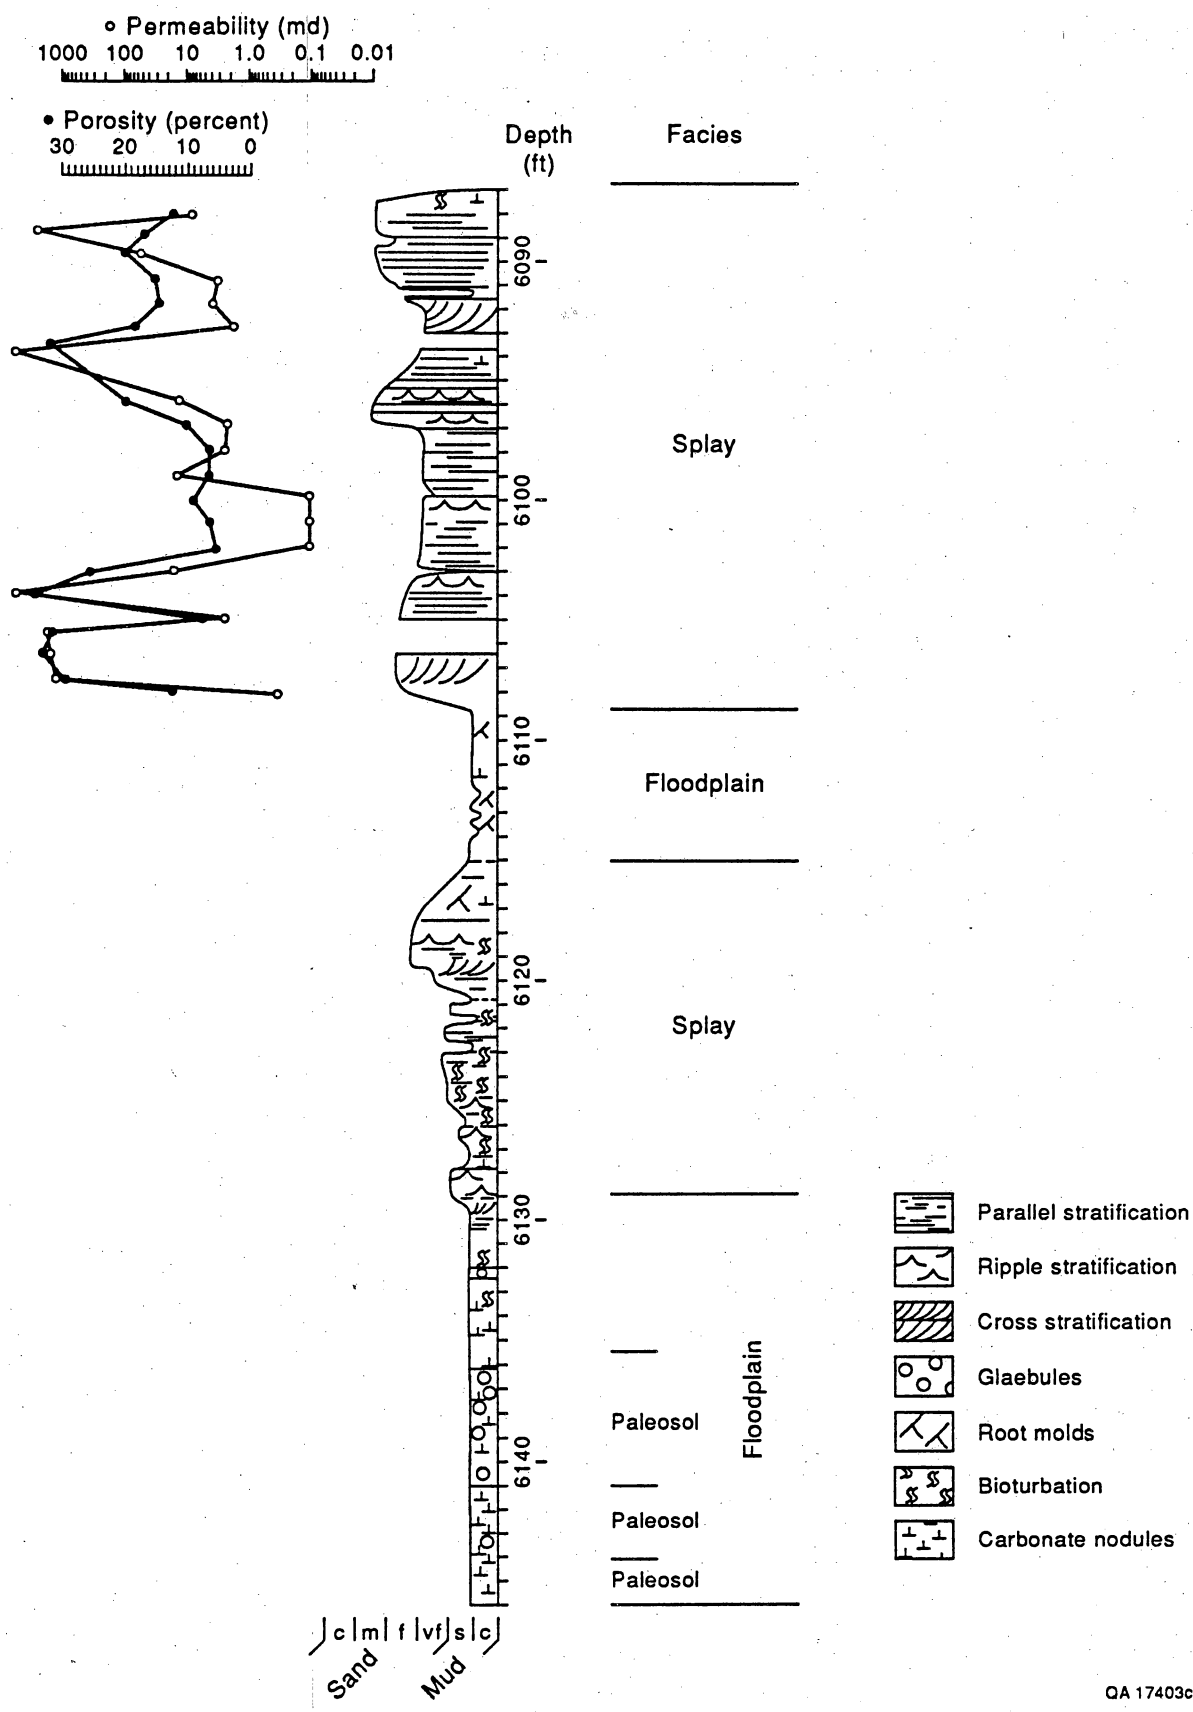 ○ Permeability (md)
1000 100 10 1.0 0.1 0.01
● Porosity (percent)
30 20 10 0
Depth
(ft)
Facies
6090
Splay
6100
6110
Floodplain
6120
Splay
6130
Parallel stratification
Ripple stratification
Cross stratification
Glaebules
Root molds
Bioturbation
Carbonate nodules
Floodplain
Paleosol
6140
Paleosol
Paleosol
c m f vf s c
Sand
Mud
QA 17403c